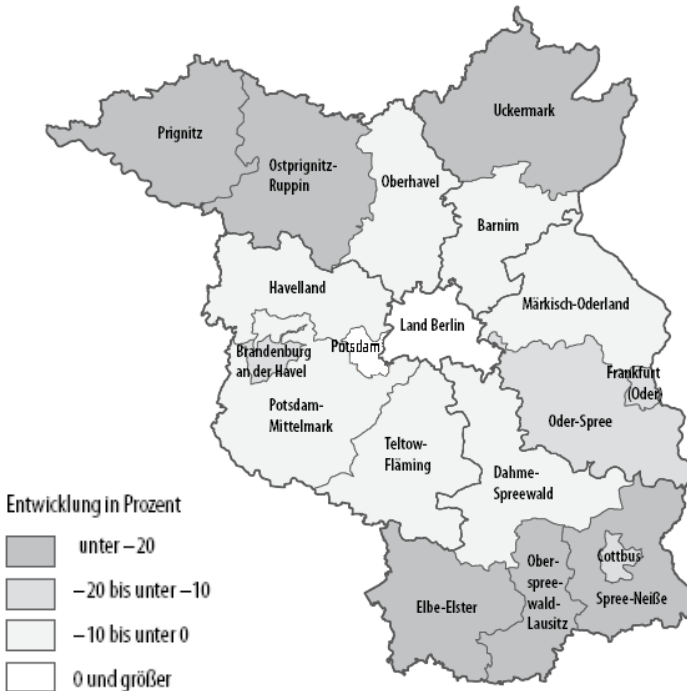 Uckermark
Prignitz
Ostprignitz-
Ruppin
Oberhavel
Barnim
Havelland
Märkisch-Oderland
Land Berlin
Potsdam
Brandenburg
an der Havel
Frankfurt
(Oder)
Potsdam-
Mittelmark
Oder-Spree
Teltow-
Fläming
Dahme-
Spreewald
Cottbus
Ober-
spree-
wald-
Lausitz
Elbe-Elster
Spree-Neiße
Entwicklung in Prozent
unter –20
–20 bis unter –10
–10 bis unter 0
0 und größer